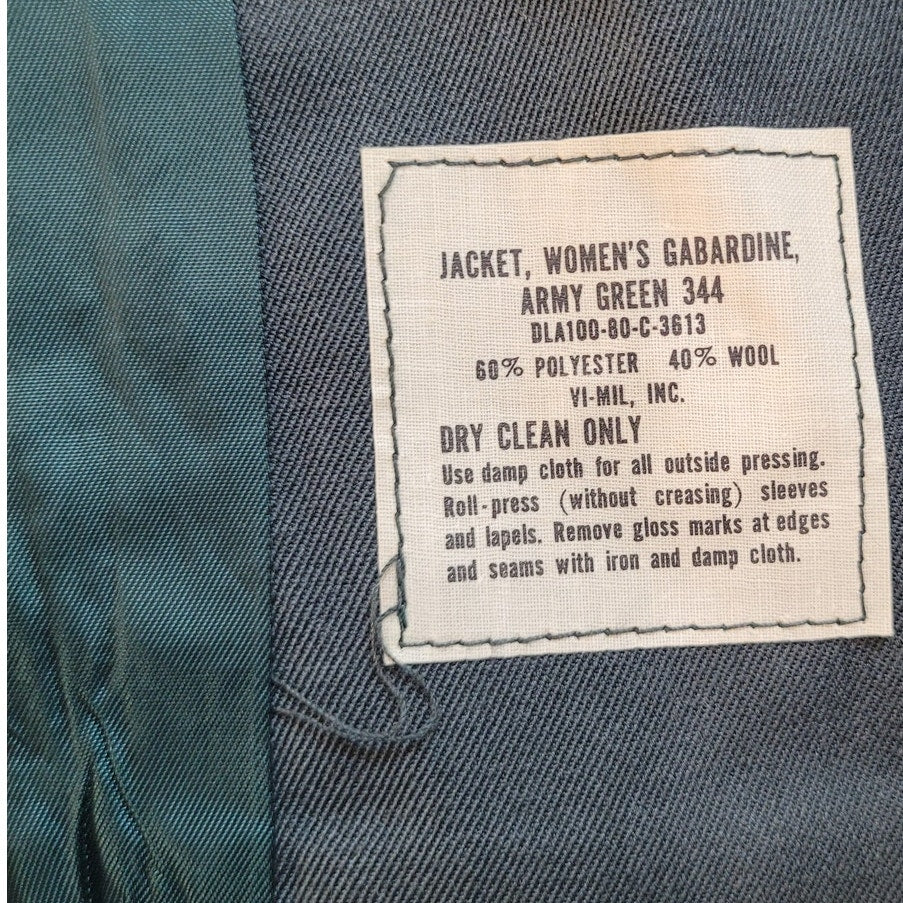 JACKET, WOMEN'S GABARDINE,
ARMY GREEN 344
DLA100-80-C-3613
60% POLYESTER 40% WOOL
VI-MIL, INC.
DRY CLEAN ONLY
Use damp cloth for all outside pressing.
Roll-press (without creasing) sleeves
and lapels. Remove gloss marks at edges
and seams with iron and damp cloth.